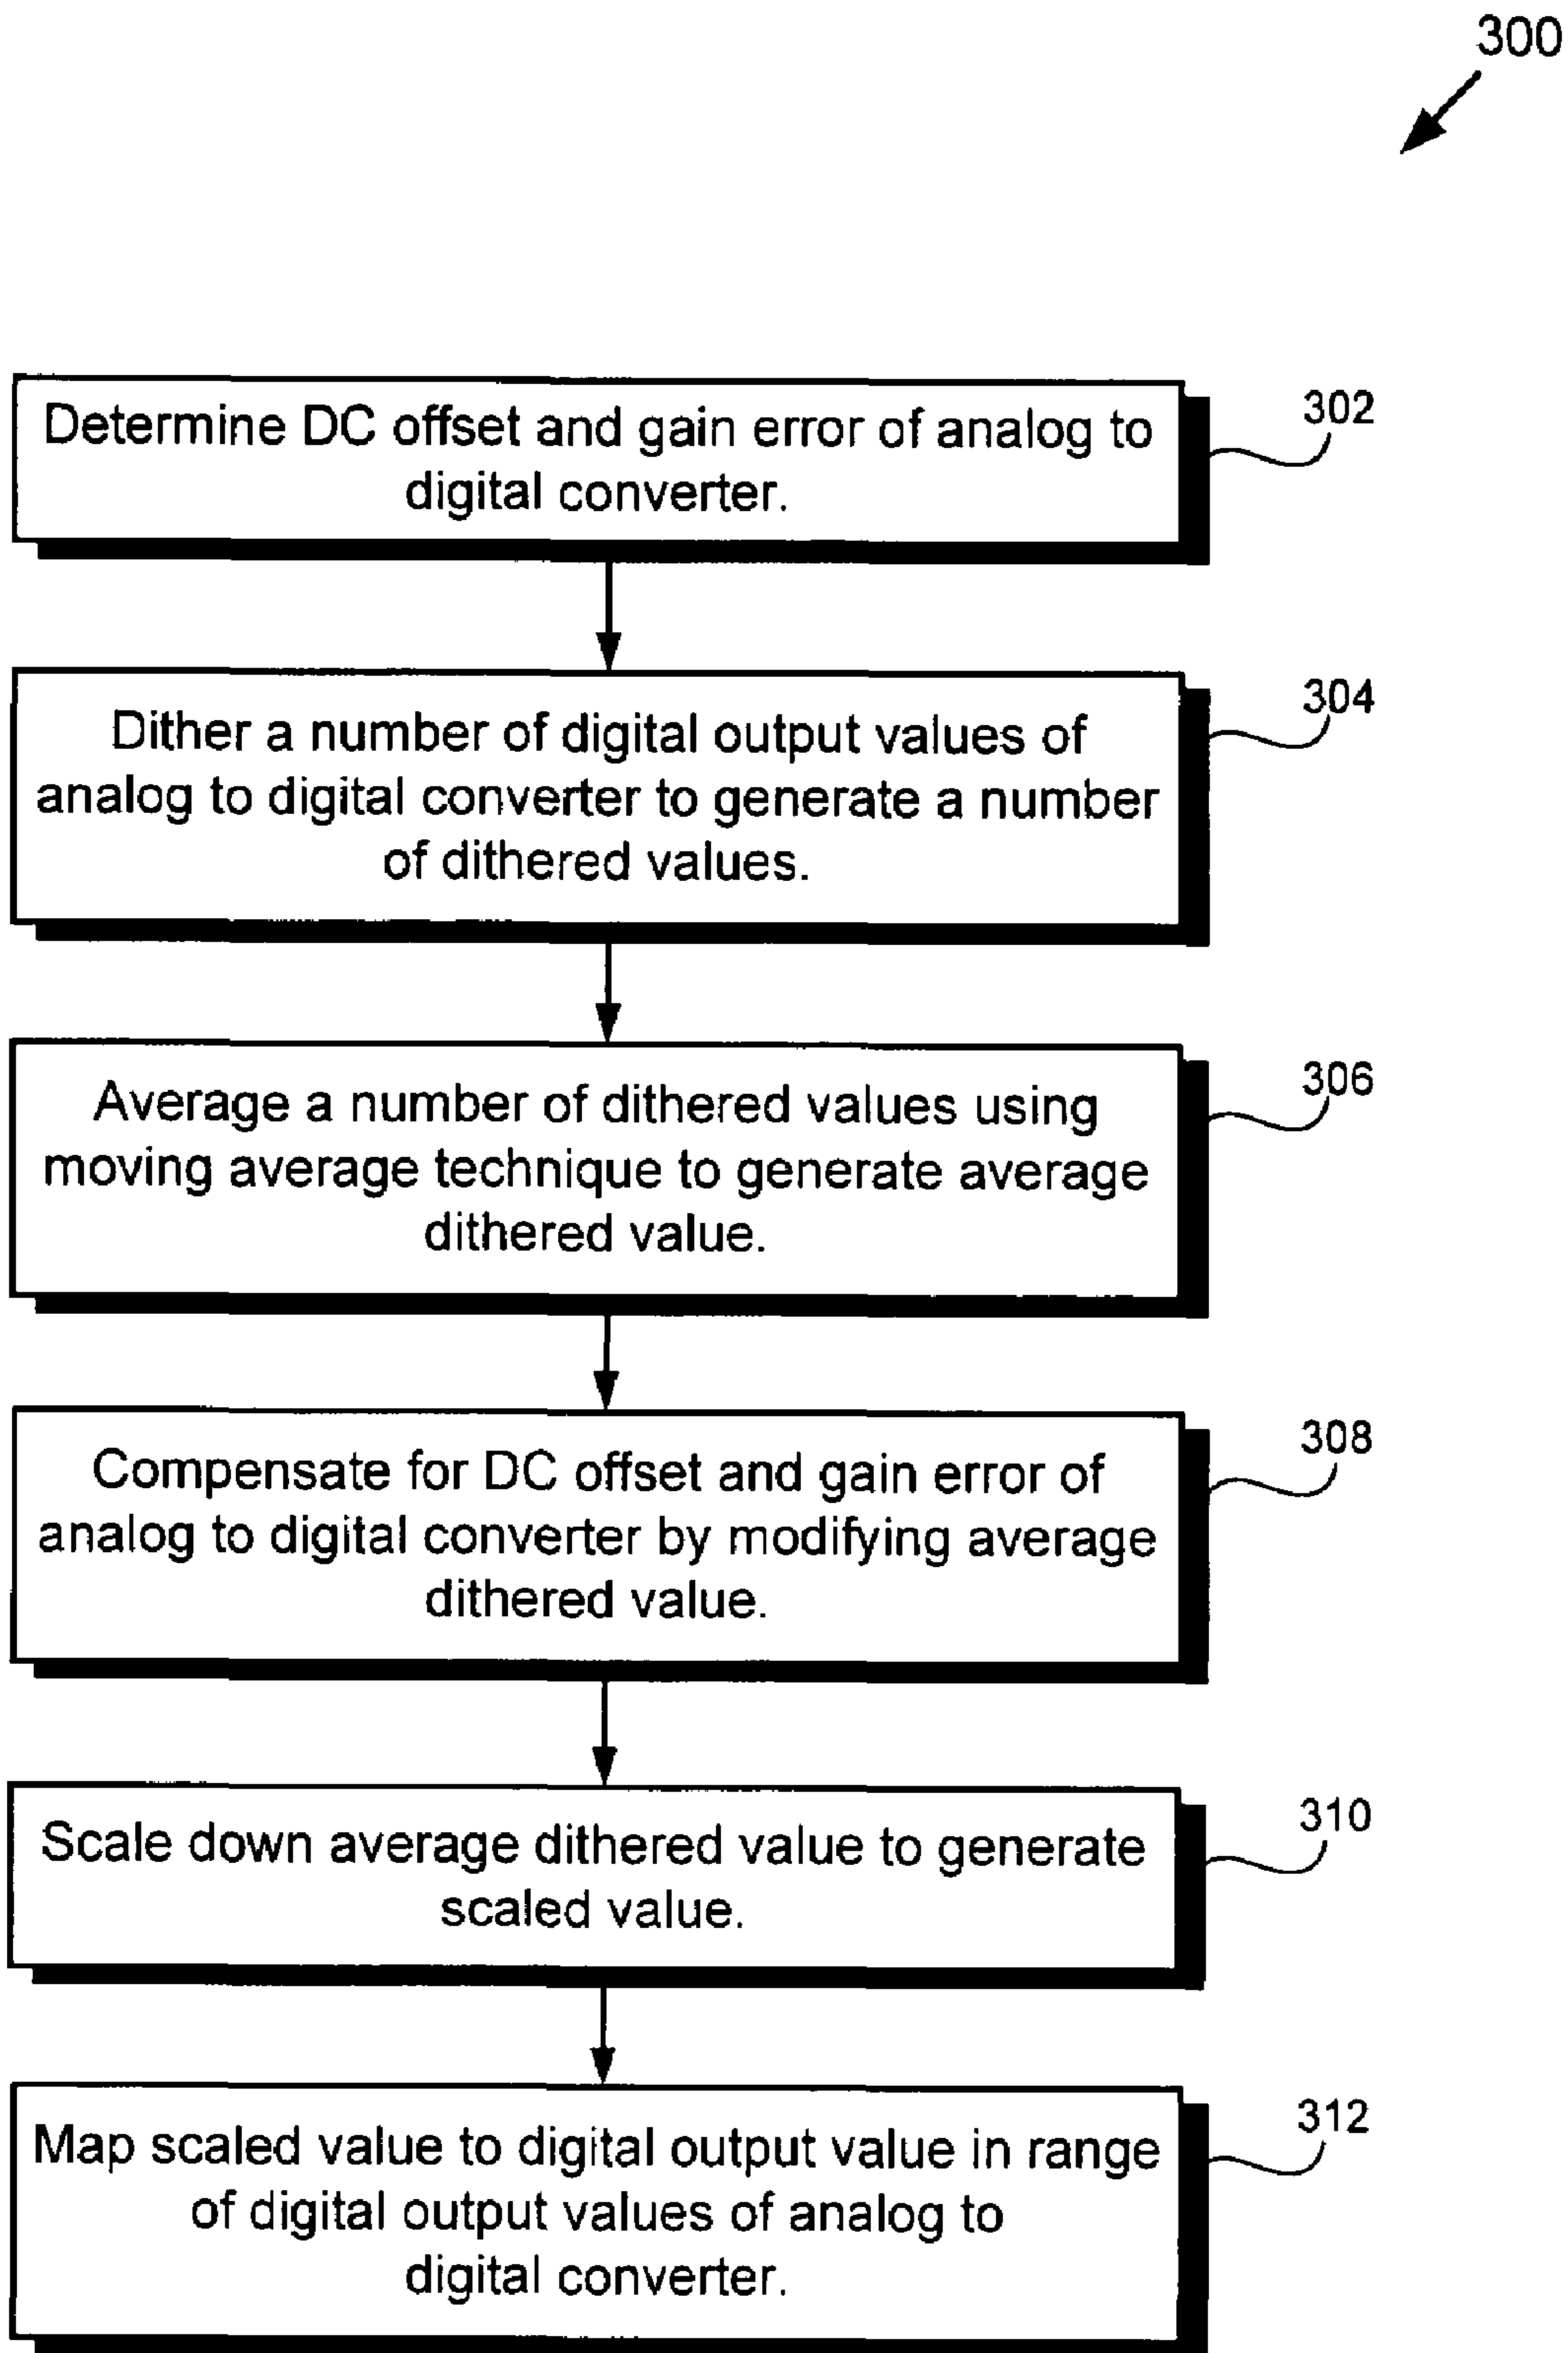 300
Determine DC offset and gain error of analog to
digital converter.
302
Dither a number of digital output values of
analog to digital converter to generate a number
of dithered values.
304
Average a number of dithered values using
moving average technique to generate average
dithered value.
306
Compensate for DC offset and gain error of
analog to digital converter by modifying average
dithered value.
308
Scale down average dithered value to generate
scaled value.
310
Map scaled value to digital output value in range
of digital output values of analog to
digital converter.
312